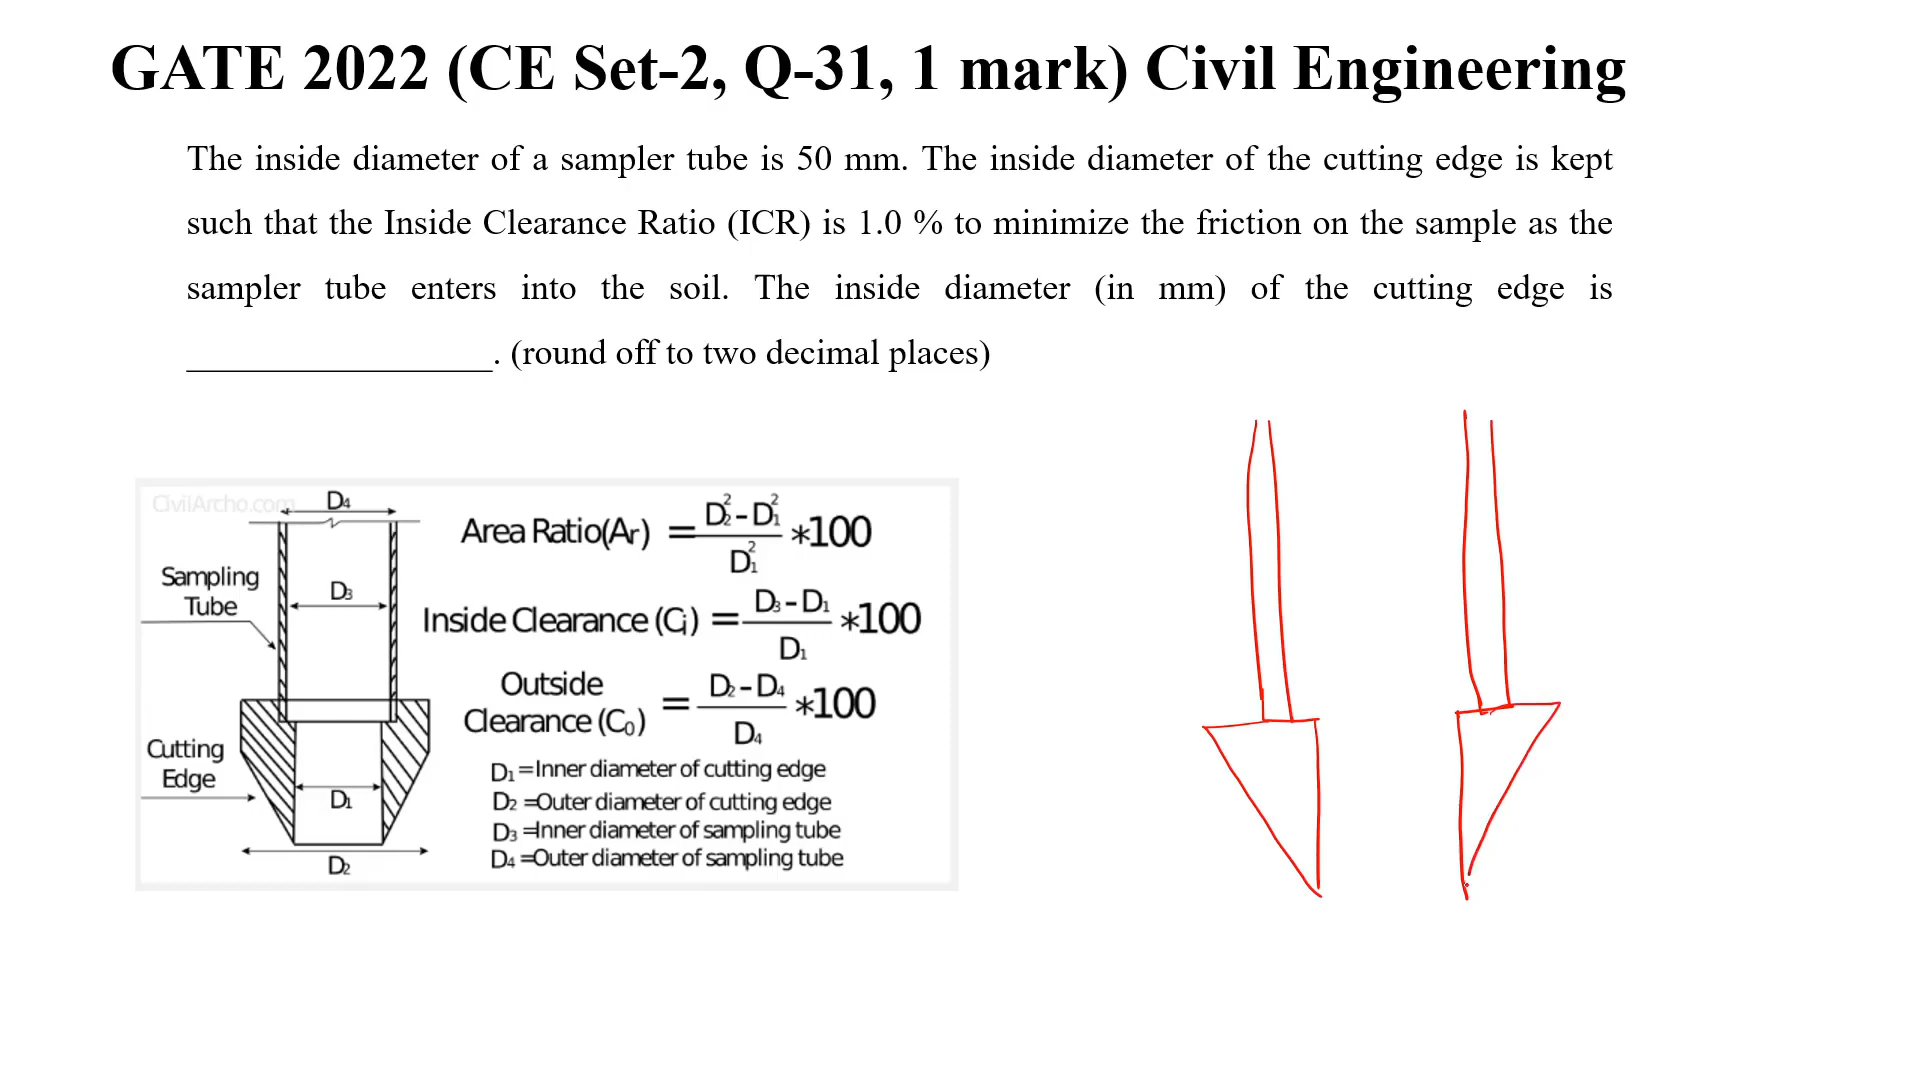 GATE 2022 (CE Set-2, Q-31, 1 mark) Civil Engineering
The inside diameter of a sampler tube is 50 mm. The inside diameter of the cutting edge is kept
such that the Inside Clearance Ratio (ICR) is 1.0 % to minimize the friction on the sample as the
sampler tube enters into the soil. The inside diameter (in mm) of the cutting edge is
_________________. (round off to two decimal places)
CivilArcho.com
D4
Sampling
Tube
D3
Cutting
Edge
D1
D2
Area Ratio(Ar) = D2² - D1² / D1² *100
Inside Clearance (Ci) = D3 - D1 / D1 *100
Outside
Clearance (C0) = D2 - D4 / D4 *100
D1 =Inner diameter of cutting edge
D2 =Outer diameter of cutting edge
D3 =Inner diameter of sampling tube
D4 =Outer diameter of sampling tube